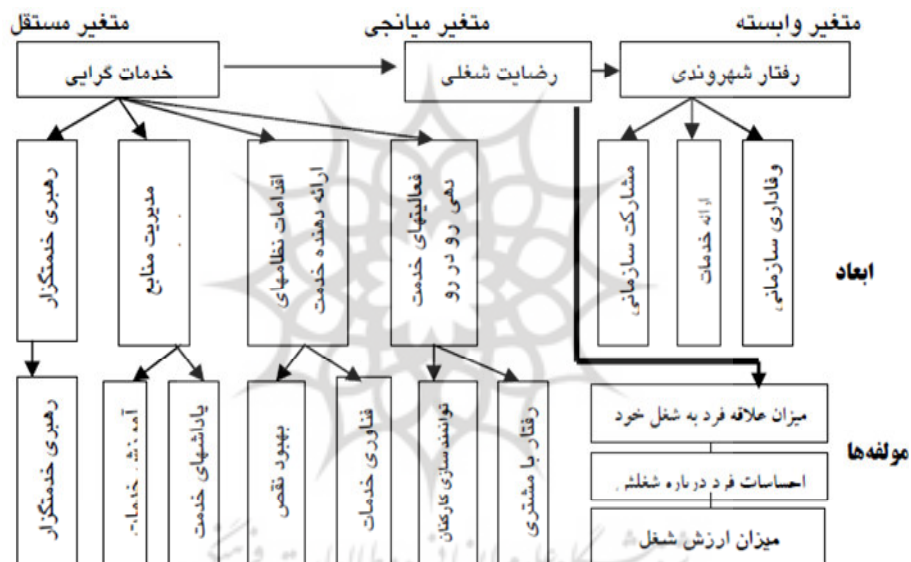 متغیر وابسته
متغیر میانجی
متغیر مستقل
رفتار شهروندی
رضایت شغلی
خدمات گرایی
وفاداری سازمانی
ارائه خدمات
مشارکت سازمانی
فعالیتهای خدمت
دهی رو در رو
اقدامات نظامهای
ارائه دهنده خدمت
مدیریت منابع
رهبری خدمتگزار
ابعاد
میزان علاقه فرد به شغل خود
احساسات فرد درباره شغلش
میزان ارزش شغل
مولفه‌ها
رفتار با مشتری
توانمندسازی کارکنان
فناوری خدمات
بهبود نقص
پاداشهای خدمت
رهبری خدمتگزار